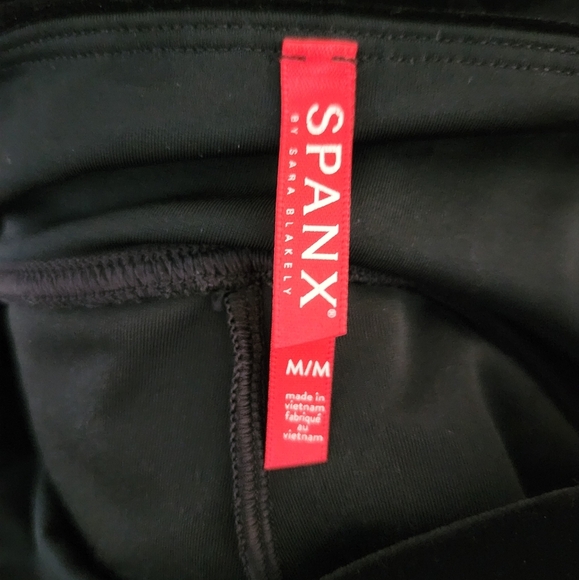 SPANX®
BY SARA BLAKELY
M/M
made in
vietnam
fabriqué
au
vietnam